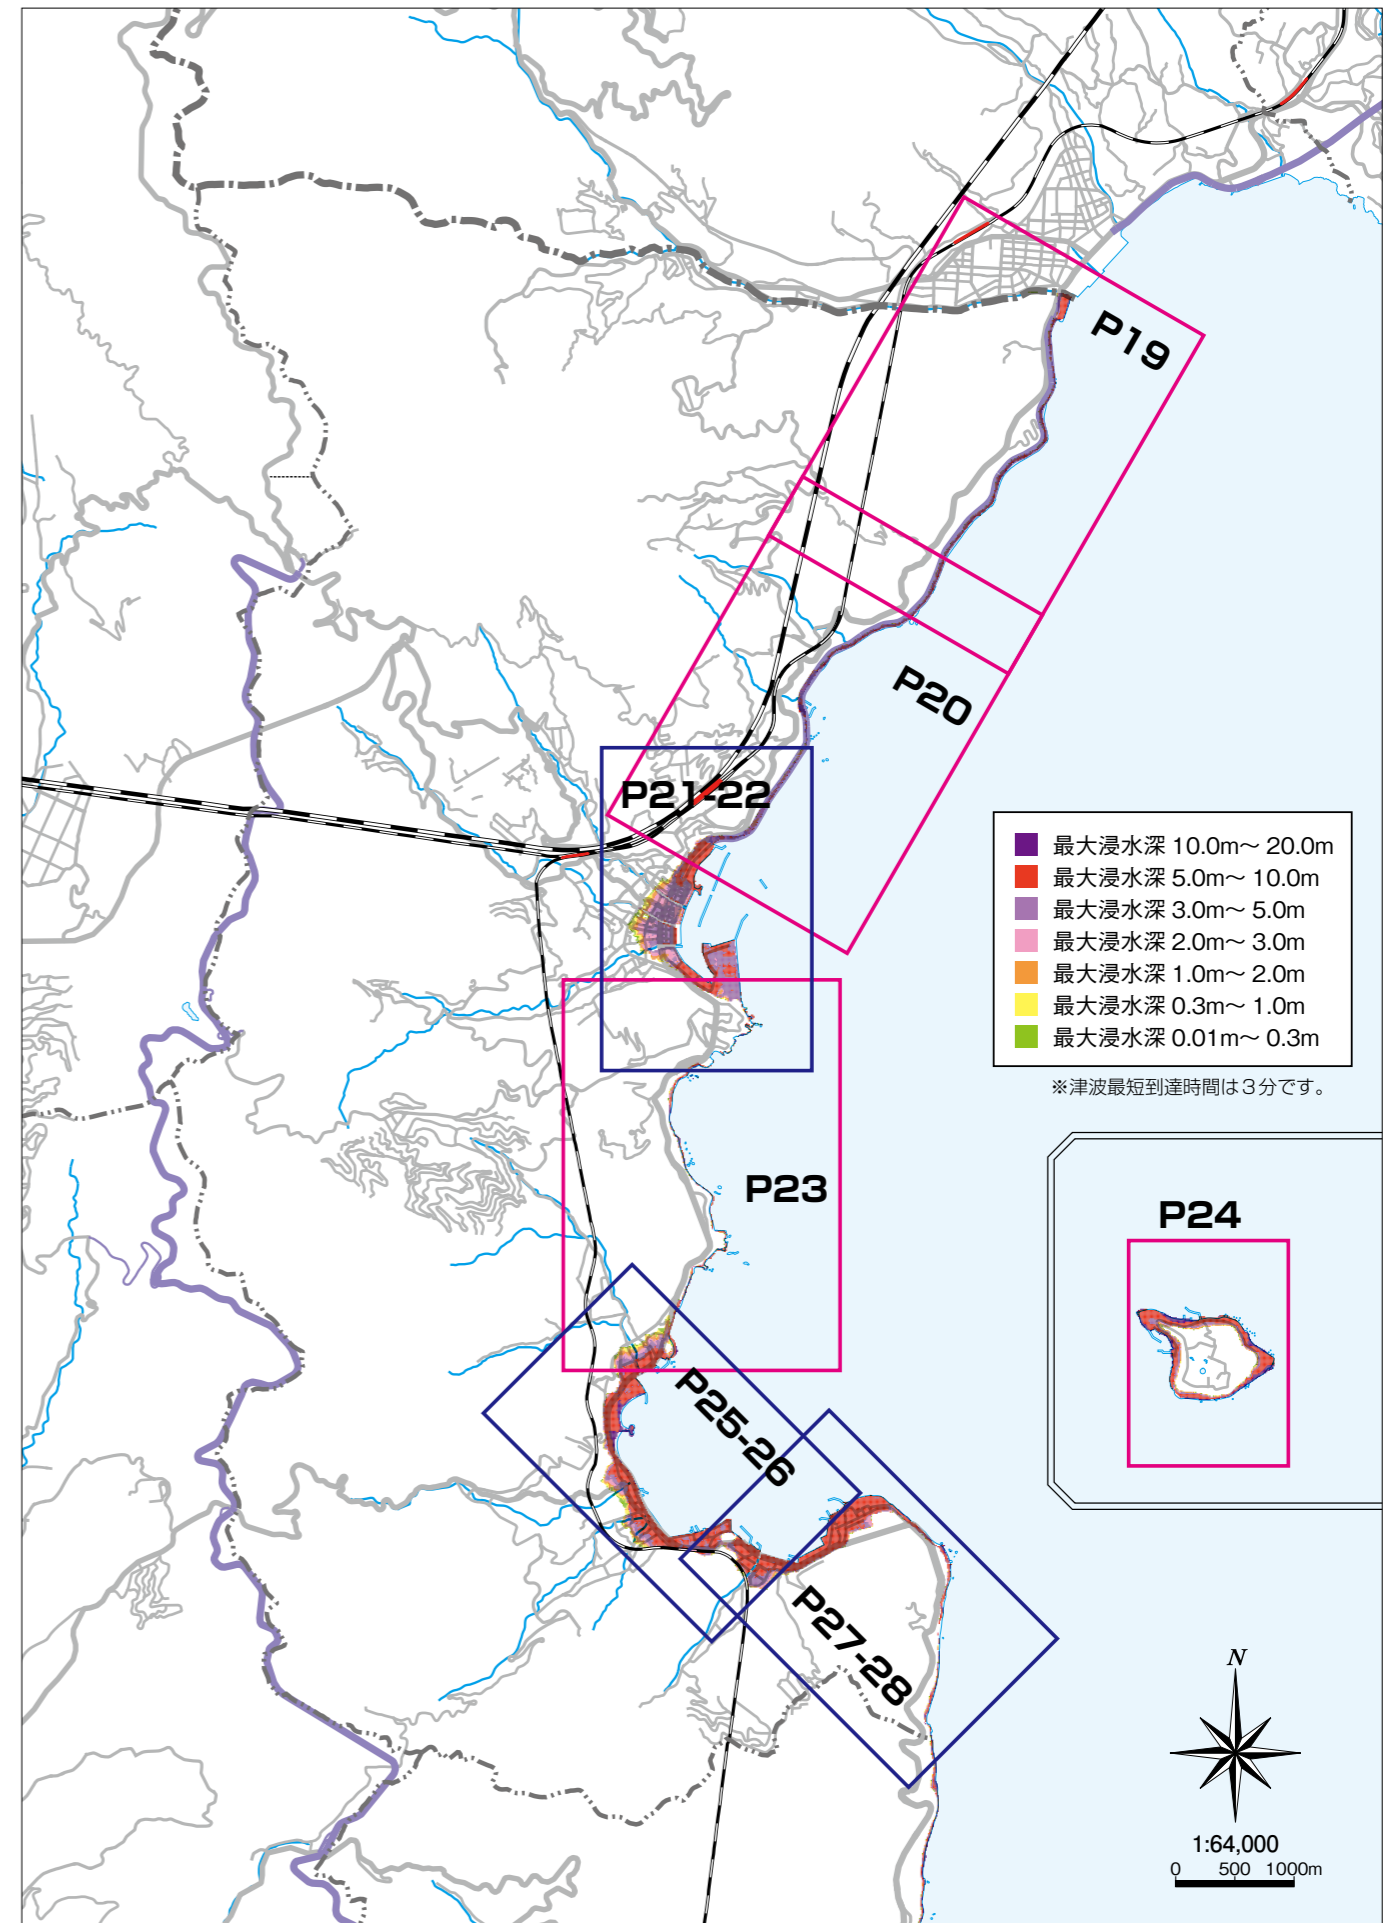 P19
P20
P21-22
最大浸水深 10.0m～ 20.0m
最大浸水深 5.0m～ 10.0m
最大浸水深 3.0m～ 5.0m
最大浸水深 2.0m～ 3.0m
最大浸水深 1.0m～ 2.0m
最大浸水深 0.3m～ 1.0m
最大浸水深 0.01m～ 0.3m
※津波最短到達時間は３分です。
P23
P24
P25-26
P27-28
N
1:64,000
0 500 1000m